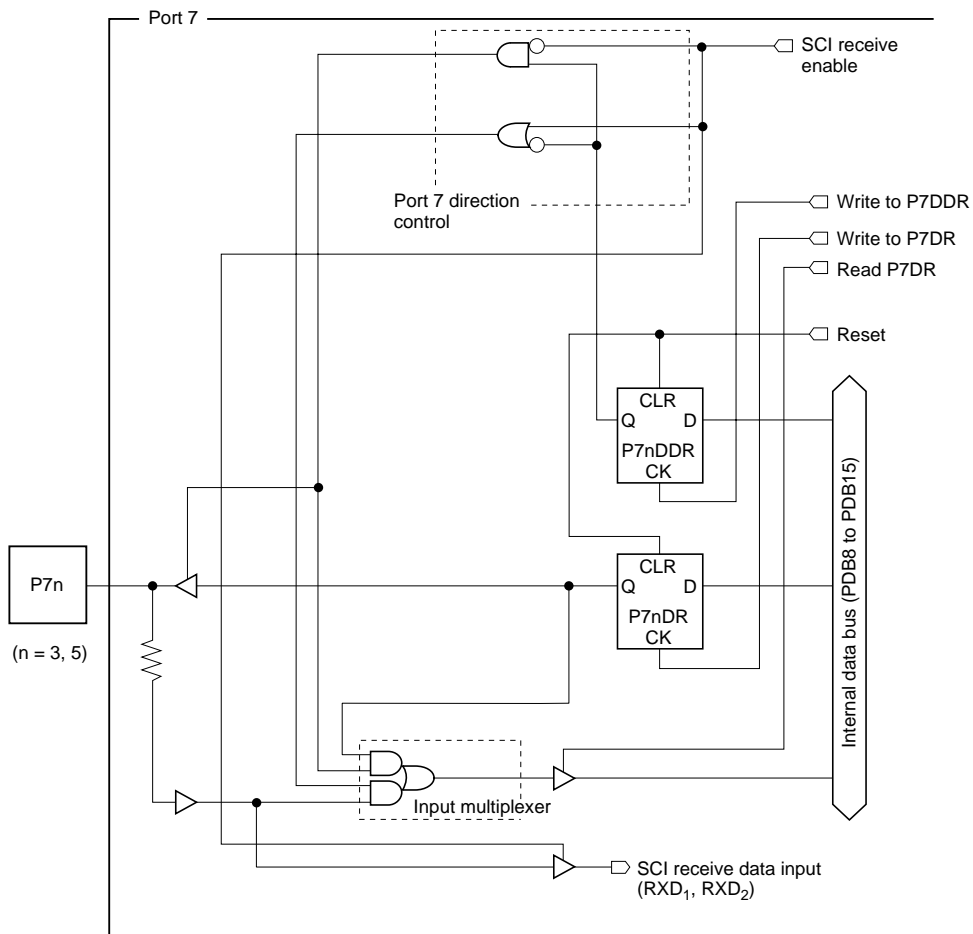 Port 7
SCI receive
enable
Port 7 direction
control
Write to P7DDR
Write to P7DR
Read P7DR
Reset
CLR
Q D
P7nDDR
CK
P7n
(n = 3, 5)
CLR
Q D
P7nDR
CK
Internal data bus (PDB8 to PDB15)
Input multiplexer
SCI receive data input
(RXD1, RXD2)